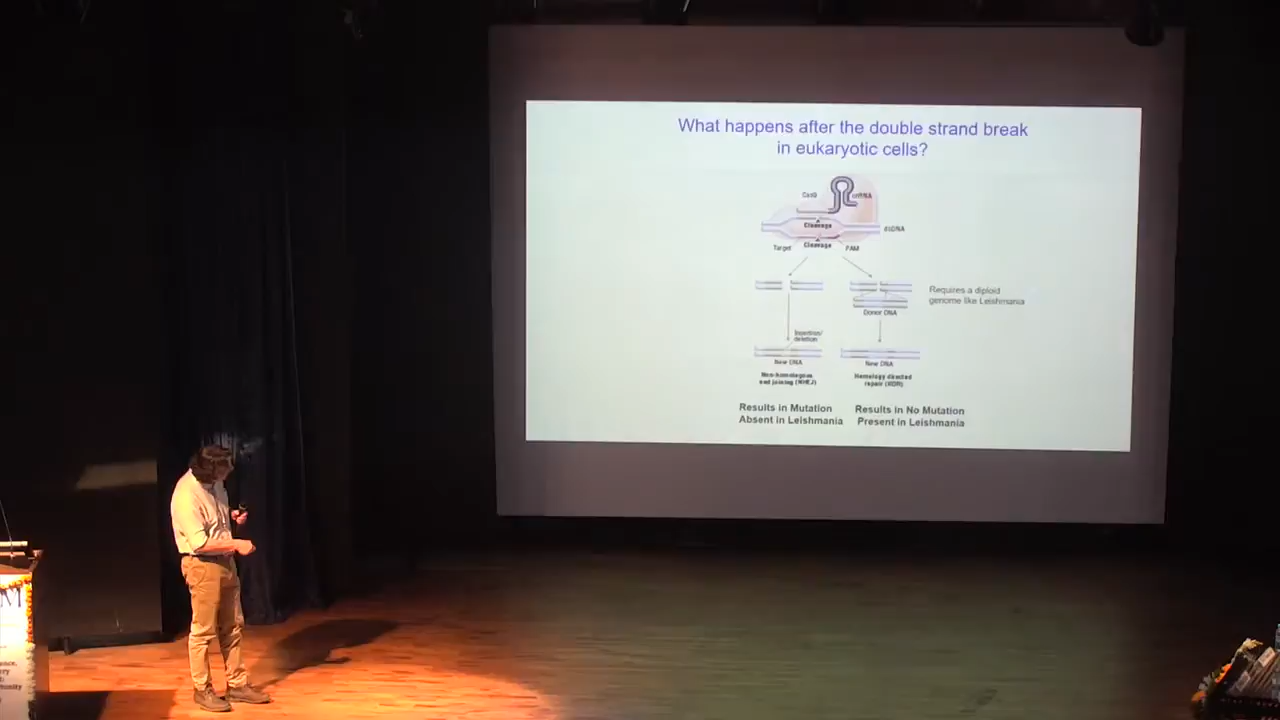 What happens after the double strand break
in eukaryotic cells?
Cas9
Cleavage
dsDNA
Target
Cleavage
PAM
Requires a diploid
genome like Leishmania
Donor DNA
Insertion/
deletion
New DNA
New DNA
Non-homologous
end joining (NHEJ)
Homology directed
repair (HDR)
Results in Mutation
Absent in Leishmania
Results in No Mutation
Present in Leishmania
M